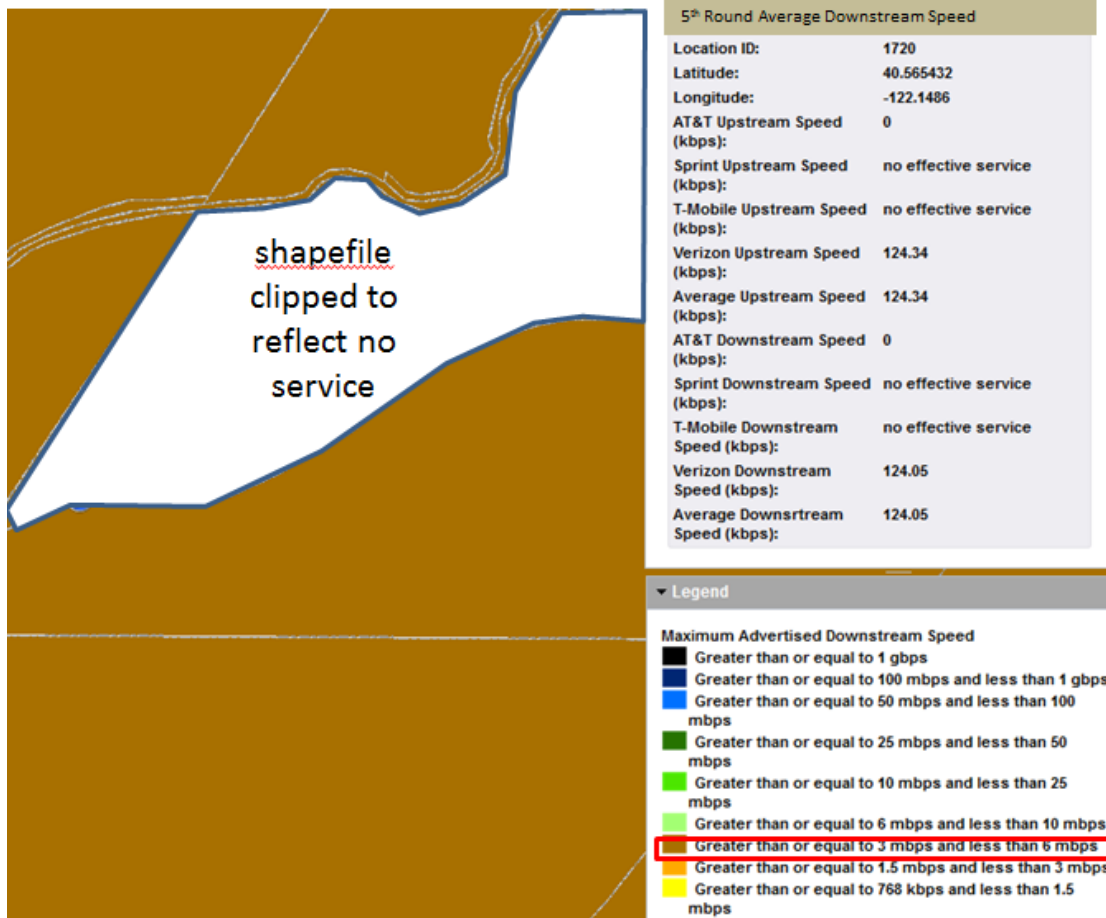 shapefile
clipped to
reflect no
service
5th Round Average Downstream Speed
Location ID: 1720
Latitude: 40.565432
Longitude: -122.1486
AT&T Upstream Speed 0
(kbps):
Sprint Upstream Speed no effective service
(kbps):
T-Mobile Upstream Speed no effective service
(kbps):
Verizon Upstream Speed 124.34
(kbps):
Average Upstream Speed 124.34
(kbps):
AT&T Downstream Speed 0
(kbps):
Sprint Downstream Speed no effective service
(kbps):
T-Mobile Downstream no effective service
Speed (kbps):
Verizon Downstream 124.05
Speed (kbps):
Average Downsrtream 124.05
Speed (kbps):
Legend
Maximum Advertised Downstream Speed
Greater than or equal to 1 gbps
Greater than or equal to 100 mbps and less than 1 gbps
Greater than or equal to 50 mbps and less than 100
mbps
Greater than or equal to 25 mbps and less than 50
mbps
Greater than or equal to 10 mbps and less than 25
mbps
Greater than or equal to 6 mbps and less than 10 mbps
Greater than or equal to 3 mbps and less than 6 mbps
Greater than or equal to 1.5 mbps and less than 3 mbps
Greater than or equal to 768 kbps and less than 1.5
mbps